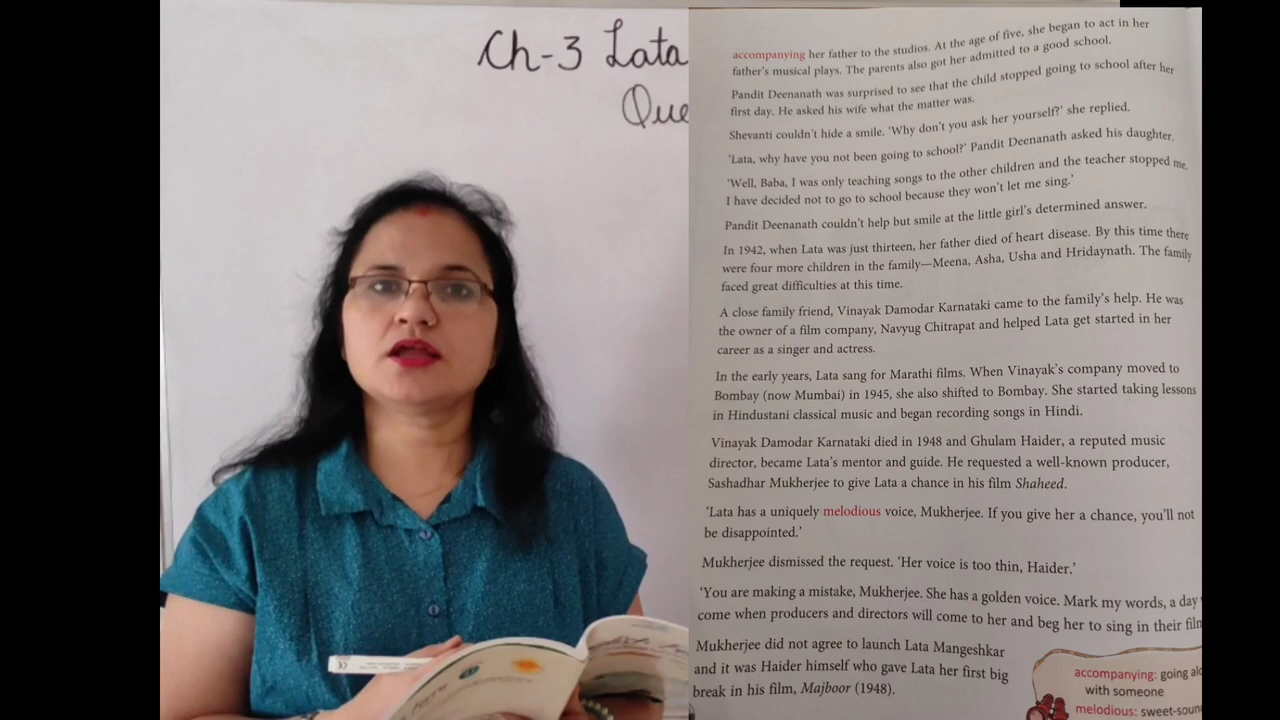 Ch-3 Lata
Que
accompanying her father to the studios. At the age of five, she began to act in her
father's musical plays. The parents also got her admitted to a good school.
Pandit Deenanath was surprised to see that the child stopped going to school after her
first day. He asked his wife what the matter was.
Shevanti couldn't hide a smile. 'Why don't you ask her yourself?' she replied.
'Lata, why have you not been going to school?' Pandit Deenanath asked his daughter.
'Well, Baba, I was only teaching songs to the other children and the teacher stopped me.
I have decided not to go to school because they won't let me sing.'
Pandit Deenanath couldn't help but smile at the little girl's determined answer.
In 1942, when Lata was just thirteen, her father died of heart disease. By this time there
were four more children in the family—Meena, Asha, Usha and Hridaynath. The family
faced great difficulties at this time.
A close family friend, Vinayak Damodar Karnataki came to the family's help. He was
the owner of a film company, Navyug Chitrapat and helped Lata get started in her
career as a singer and actress.
In the early years, Lata sang for Marathi films. When Vinayak's company moved to
Bombay (now Mumbai) in 1945, she also shifted to Bombay. She started taking lessons
in Hindustani classical music and began recording songs in Hindi.
Vinayak Damodar Karnataki died in 1948 and Ghulam Haider, a reputed music
director, became Lata's mentor and guide. He requested a well-known producer,
Sashadhar Mukherjee to give Lata a chance in his film Shaheed.
'Lata has a uniquely melodious voice, Mukherjee. If you give her a chance, you'll not
be disappointed.'
Mukherjee dismissed the request. 'Her voice is too thin, Haider.'
'You are making a mistake, Mukherjee. She has a golden voice. Mark my words, a day
come when producers and directors will come to her and beg her to sing in their
Mukherjee did not agree to launch Lata Mangeshkar
and it was Haider himself who gave Lata her first big
break in his film, Majboor (1948).
accompanying: going
with someone
melodious: